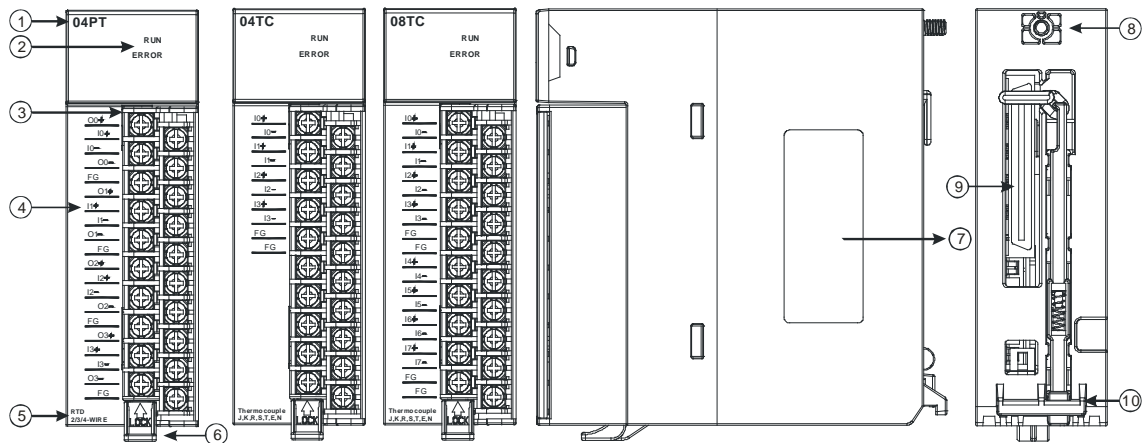 04PT
RUN
ERROR
O0+
I0+
I0-
O0-
FG
O1+
I1+
I1-
O1-
FG
O2+
I2+
I2-
O2-
FG
O3+
I3+
I3-
O3-
FG
RTD
2/3/4-WIRE
LOCK
04TC
RUN
ERROR
I0+
I0-
I1+
I1-
I2+
I2-
I3+
I3-
FG
FG
Thermocouple
J,K,R,S,T,E,N
LOCK
08TC
RUN
ERROR
I0+
I0-
I1+
I1-
I2+
I2-
I3+
I3-
FG
FG
I4+
I4-
I5+
I5-
I6+
I6-
I7+
I7-
FG
FG
Thermocouple
J,K,R,S,T,E,N
LOCK
1
2
3
4
5
6
7
8
9
10